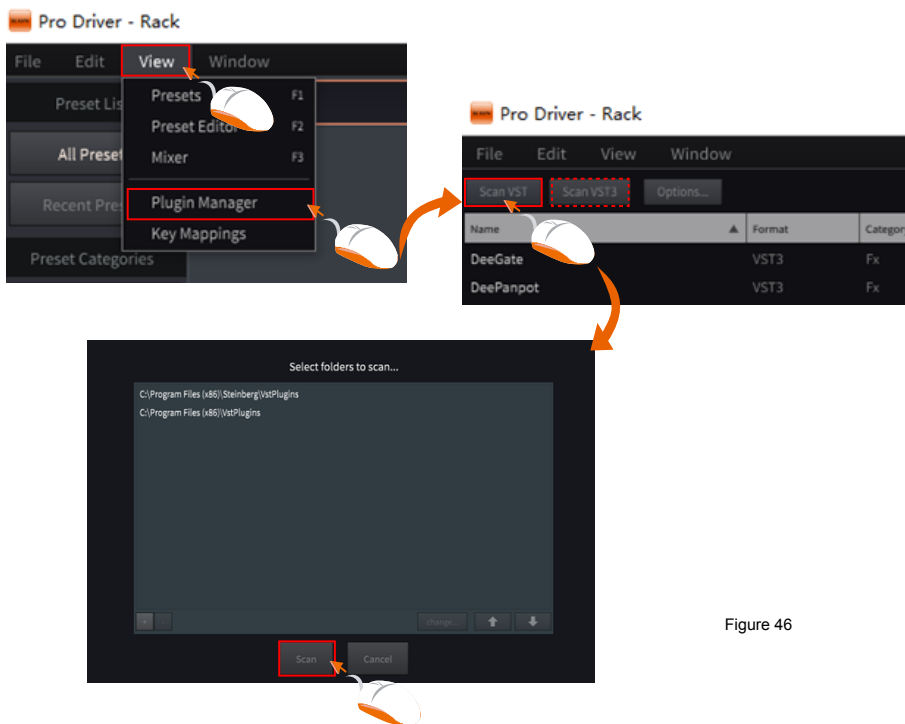 Pro Driver - Rack
File Edit View Window
Preset Lis
Presets F1
Preset Editor F2
All Preset
Mixer F3
Recent Pre
Plugin Manager
Key Mappings
Preset Categories
Pro Driver - Rack
File Edit View Window
Scan VST Scan VST3 Options...
Name Format Categor
DeeGate VST3 Fx
DeePanpot VST3 Fx
Select folders to scan...
C:\Program Files (x86)\Steinberg\VstPlugins
C:\Program Files (x86)\VstPlugins
+ - change...
Scan Cancel
Figure 46